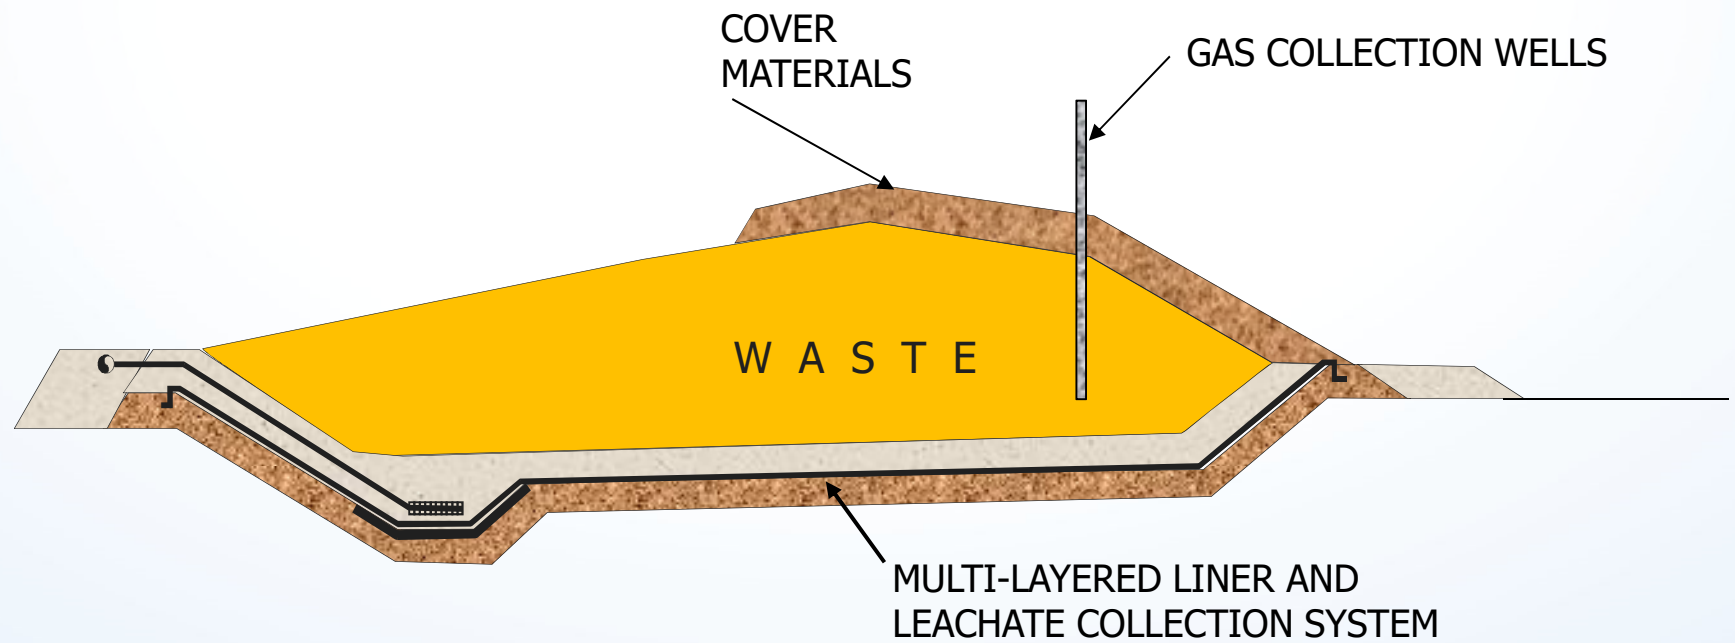 COVER
MATERIALS
GAS COLLECTION WELLS
W A S T E
MULTI-LAYERED LINER AND
LEACHATE COLLECTION SYSTEM